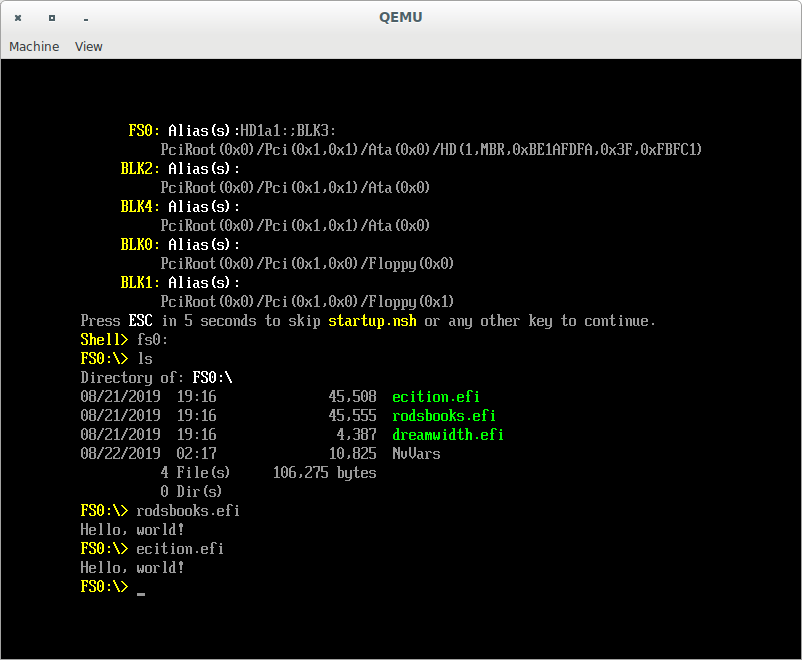 QEMU
Machine View
FS0: Alias(s):HD1a1:;BLK3:
PciRoot(0x0)/Pci(0x1,0x1)/Ata(0x0)/HD(1,MBR,0xBE1AFDFA,0x3F,0xFBFC1)
BLK2: Alias(s):
PciRoot(0x0)/Pci(0x1,0x1)/Ata(0x0)
BLK4: Alias(s):
PciRoot(0x0)/Pci(0x1,0x1)/Ata(0x0)
BLK0: Alias(s):
PciRoot(0x0)/Pci(0x1,0x0)/Floppy(0x0)
BLK1: Alias(s):
PciRoot(0x0)/Pci(0x1,0x0)/Floppy(0x1)
Press ESC in 5 seconds to skip startup.nsh or any other key to continue.
Shell> fs0:
FS0:\> ls
Directory of: FS0:\
08/21/2019 19:16 45,508 ecition.efi
08/21/2019 19:16 45,555 rodsbooks.efi
08/21/2019 19:16 4,387 dreamwidth.efi
08/22/2019 02:17 10,825 NvVars
4 File(s) 106,275 bytes
0 Dir(s)
FS0:\> rodsbooks.efi
Hello, world!
FS0:\> ecition.efi
Hello, world!
FS0:\> _